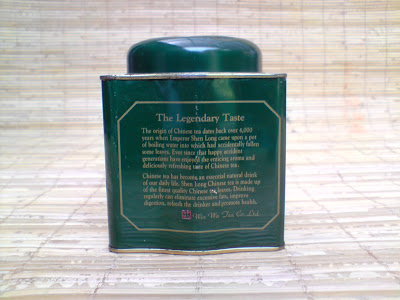 The Legendary Taste
The origin of Chinese tea dates back over 4,000
years when Emperor Shen Long came upon a pot
of boiling water into which had accidentally fallen
some leaves. Ever since that happy accident
generations have enjoyed the enticing aroma and
deliciously refreshing taste of Chinese tea.
Chinese tea has become an essential natural drink
of our daily life. Shen Long Chinese tea is made up
of the finest quality Chinese tea leaves. Drinking
regularly can eliminate excessive fats, improve
digestion, refresh the drinker and promote health.
Tea Co. Ltd.